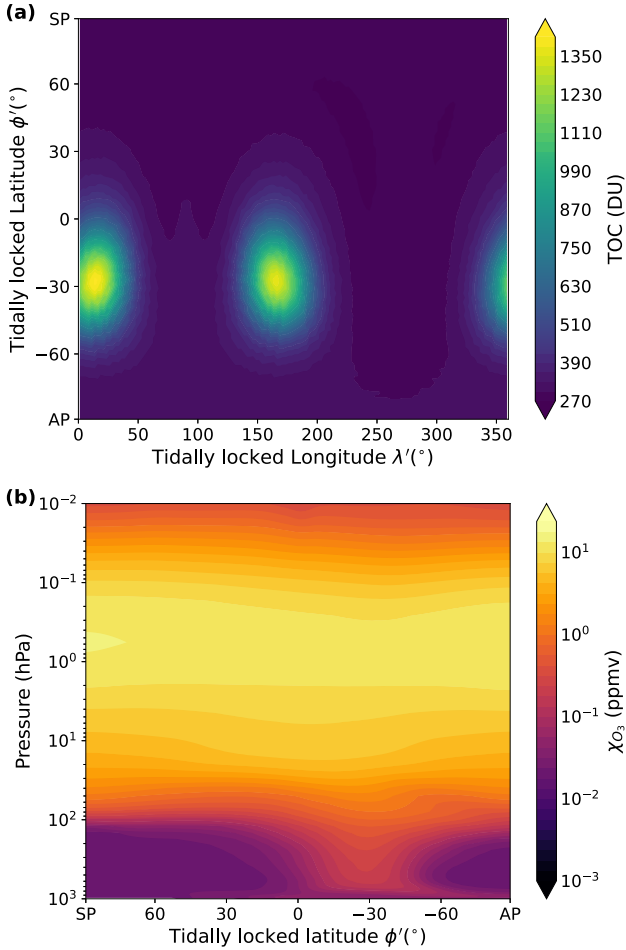 (a)
SP
60
30
0
−30
−60
AP
Tidally locked Latitude ϕ′(°)
0 50 100 150 200 250 300 350
Tidally locked Longitude λ′(°)
1350
1230
1110
990
870
750
630
510
390
270
TOC (DU)
(b)
10⁻²
10⁻¹
10⁰
10¹
10²
10³
Pressure (hPa)
SP 60 30 0 −30 −60 AP
Tidally locked latitude ϕ′(°)
10¹
10⁰
10⁻¹
10⁻²
10⁻³
χO₃ (ppmv)